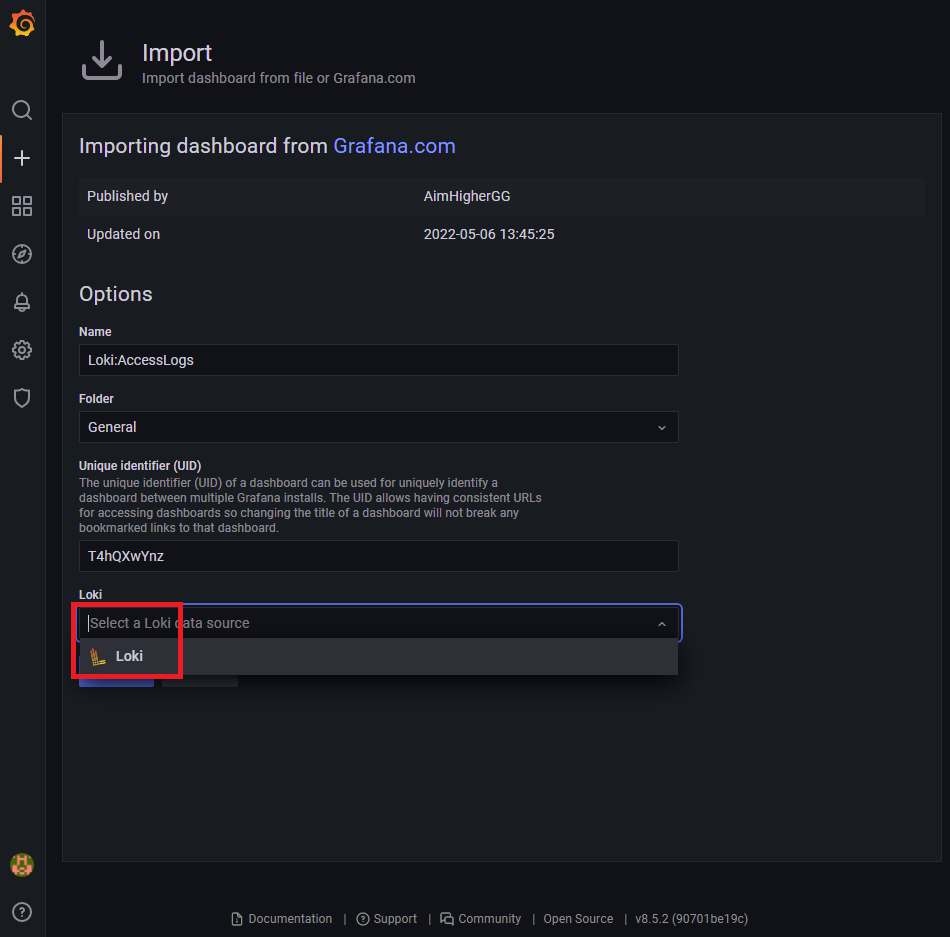 Import
Import dashboard from file or Grafana.com
Importing dashboard from Grafana.com
Published by AimHigherGG
Updated on 2022-05-06 13:45:25
Options
Name
Loki:AccessLogs
Folder
General
Unique identifier (UID)
The unique identifier (UID) of a dashboard can be used for uniquely identify a
dashboard between multiple Grafana installs. The UID allows having consistent URLs
for accessing dashboards so changing the title of a dashboard will not break any
bookmarked links to that dashboard.
T4hQXwYnz
Loki
Select a Loki data source
Loki
Documentation | Support | Community | Open Source | v8.5.2 (90701be19c)